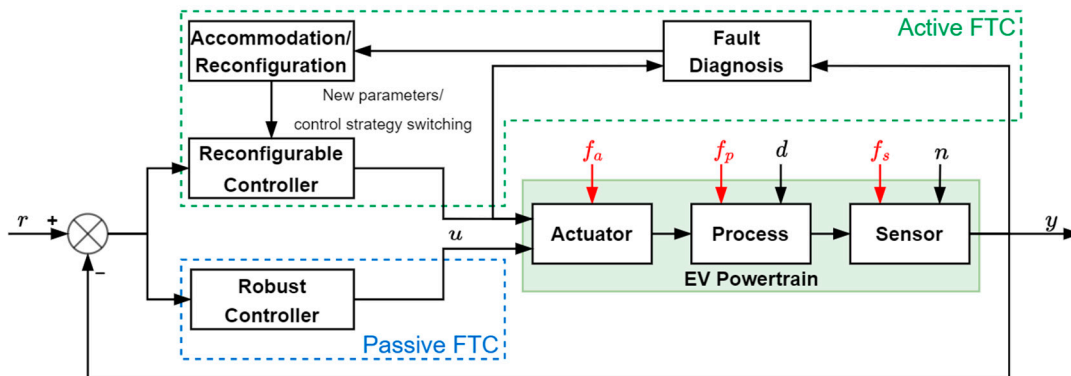 Accommodation/
Reconfiguration
Fault
Diagnosis
Active FTC
New parameters/
control strategy switching
Reconfigurable
Controller
f_a
f_p
d
f_s
n
r
+
−
u
Actuator
Process
Sensor
y
EV Powertrain
Robust
Controller
Passive FTC